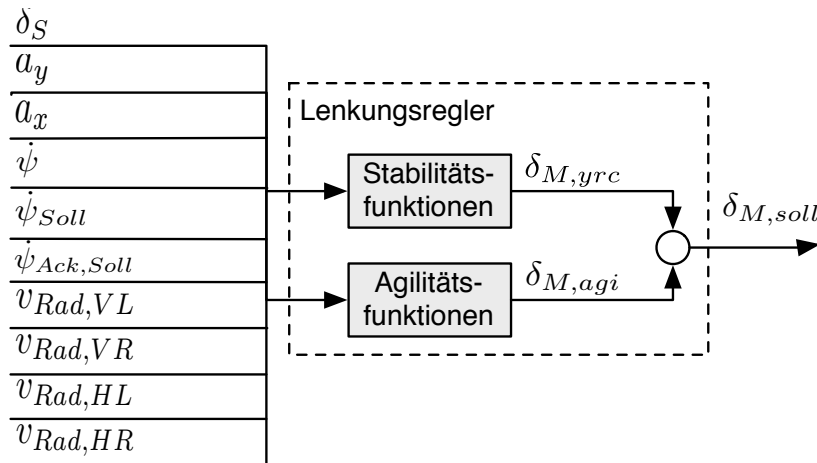 δ_S
a_y
a_x
ψ̇
ψ̇_Soll
ψ̇_Ack,Soll
v_Rad,VL
v_Rad,VR
v_Rad,HL
v_Rad,HR
Lenkungsregler
Stabilitäts-
funktionen
δ_M,yrc
Agilitäts-
funktionen
δ_M,agi
δ_M,soll